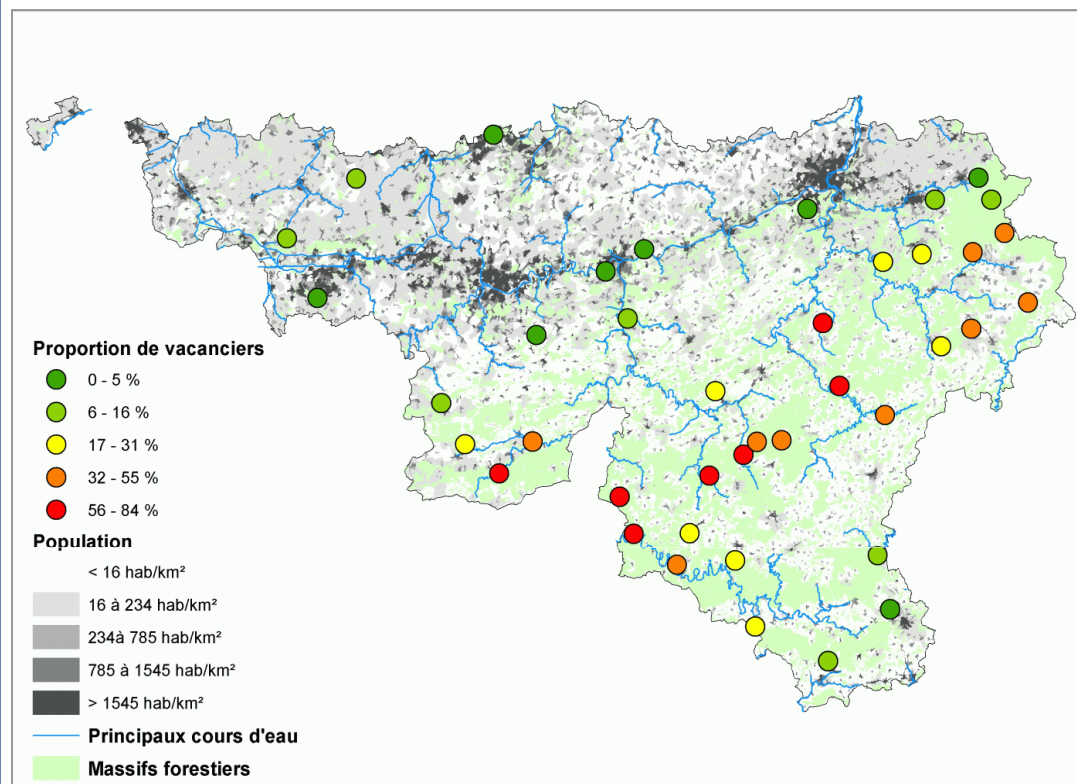 Proportion de vacanciers
0 - 5 %
6 - 16 %
17 - 31 %
32 - 55 %
56 - 84 %
Population
< 16 hab/km²
16 à 234 hab/km²
234à 785 hab/km²
785 à 1545 hab/km²
> 1545 hab/km²
Principaux cours d'eau
Massifs forestiers